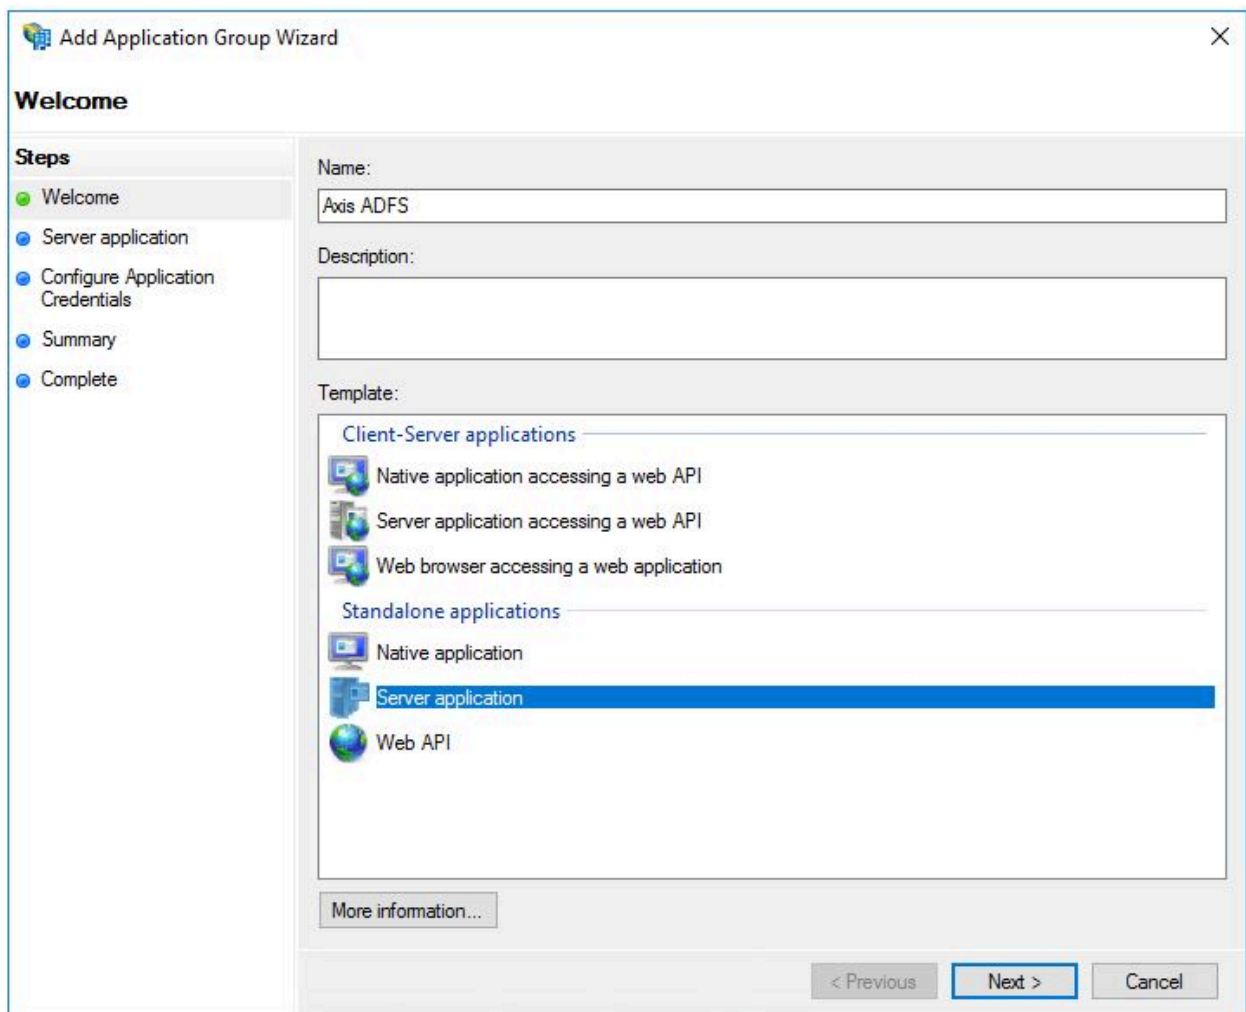 Add Application Group Wizard
Welcome
Steps
Welcome
Server application
Configure Application
Credentials
Summary
Complete
Name:
Axis ADFS
Description:
Template:
Client-Server applications
Native application accessing a web API
Server application accessing a web API
Web browser accessing a web application
Standalone applications
Native application
Server application
Web API
More information...
< Previous
Next >
Cancel